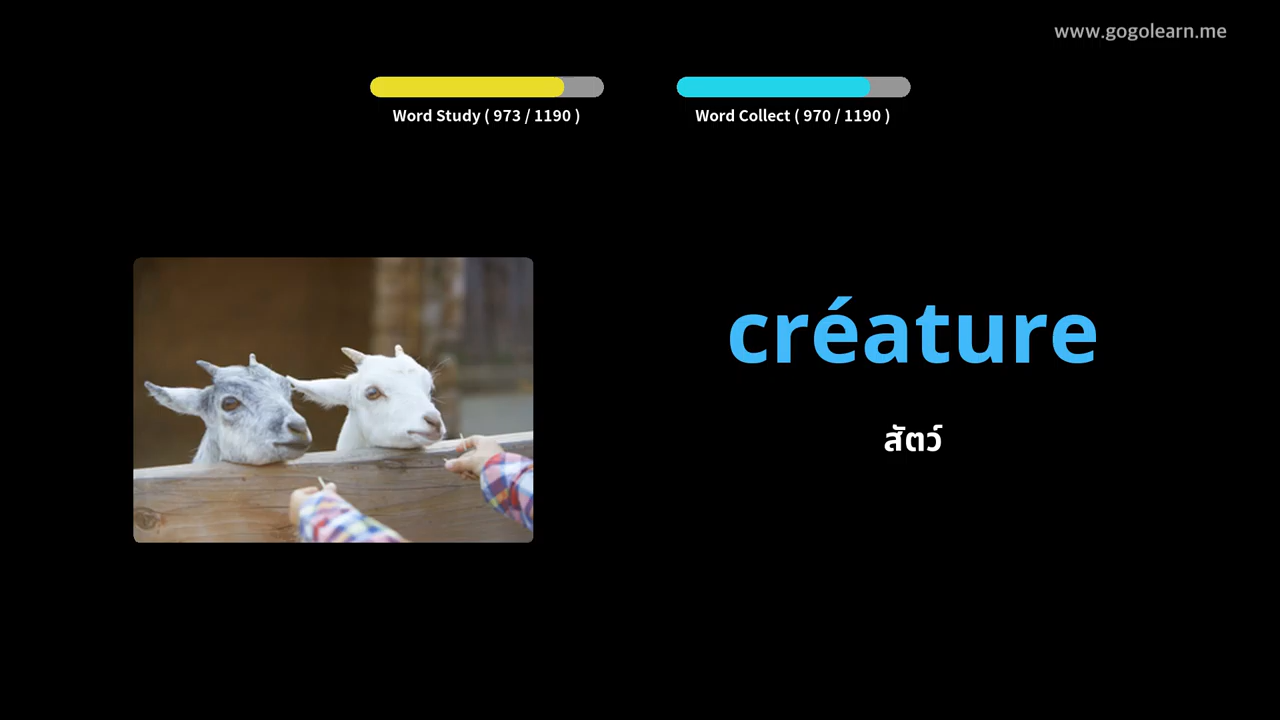 www.gogolearn.me
Word Study ( 973 / 1190 )
Word Collect ( 970 / 1190 )
créature
สัตว์